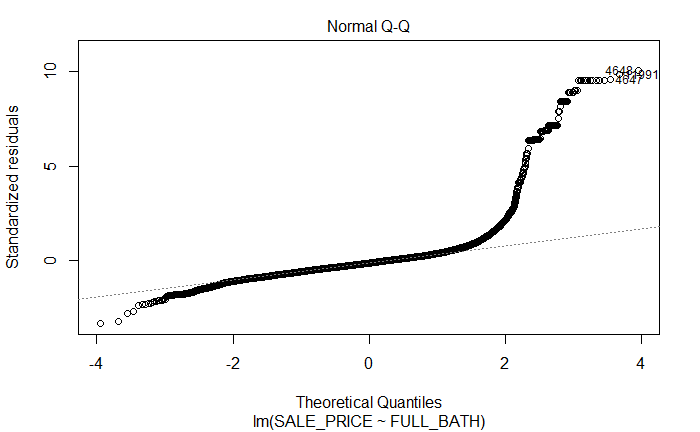 Normal Q-Q
Standardized residuals
10
5
0
4648
4647
-4 -2 0 2 4
Theoretical Quantiles
lm(SALE_PRICE ~ FULL_BATH)